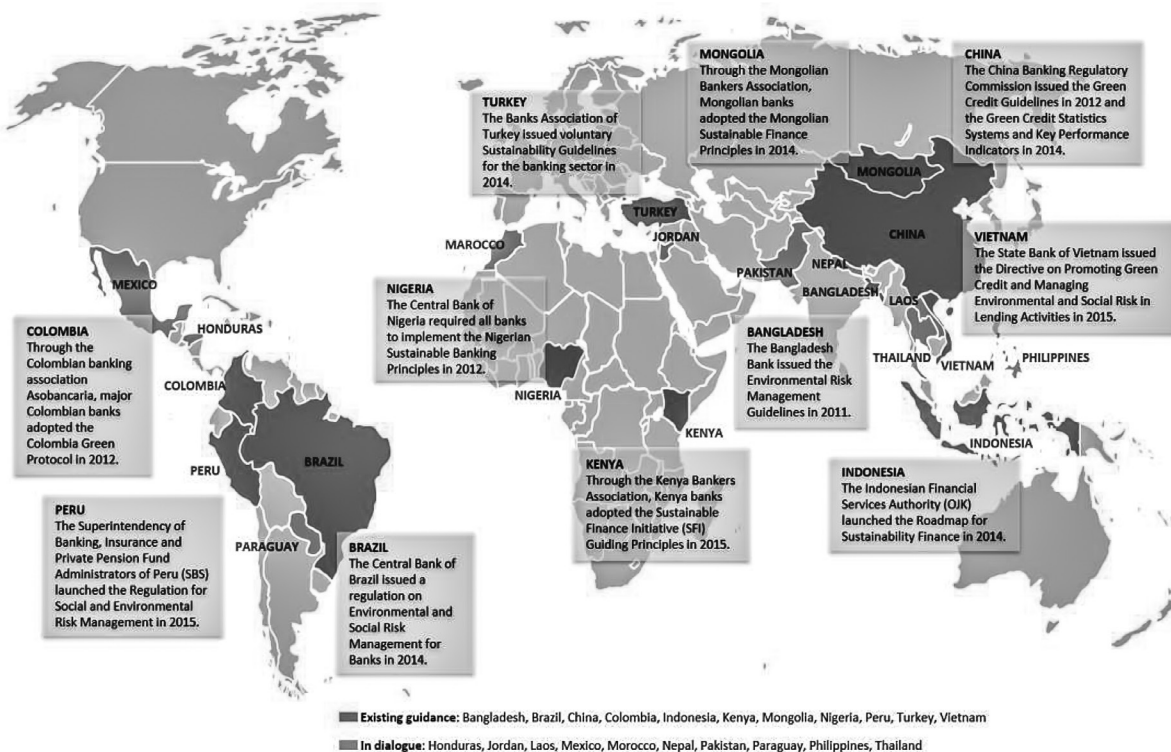 MONGOLIA
Through the Mongolian
Bankers Association,
Mongolian banks
adopted the Mongolian
Sustainable Finance
Principles in 2014.
CHINA
The China Banking Regulatory
Commission issued the Green
Credit Guidelines in 2012 and
the Green Credit Statistics
Systems and Key Performance
Indicators in 2014.
TURKEY
The Banks Association of
Turkey issued voluntary
Sustainability Guidelines
for the banking sector in
2014.
MONGOLIA
TURKEY
CHINA
MAROCCO
JORDAN
PAKISTAN
NEPAL
BANGLADESH
LAOS
VIETNAM
The State Bank of Vietnam issued
the Directive on Promoting Green
Credit and Managing
Environmental and Social Risk in
Lending Activities in 2015.
MEXICO
HONDURAS
NIGERIA
The Central Bank of
Nigeria required all banks
to implement the Nigerian
Sustainable Banking
Principles in 2012.
COLOMBIA
Through the
Colombian banking
association
Asobancaria, major
Colombian banks
adopted the
Colombia Green
Protocol in 2012.
BANGLADESH
The Bangladesh
Bank issued the
Environmental Risk
Management
Guidelines in 2011.
THAILAND
VIETNAM
PHILIPPINES
COLOMBIA
NIGERIA
KENYA
INDONESIA
PERU
BRAZIL
KENYA
Through the Kenya Bankers
Association, Kenya banks
adopted the Sustainable
Finance Initiative (SFI)
Guiding Principles in 2015.
INDONESIA
The Indonesian Financial
Services Authority (OJK)
launched the Roadmap for
Sustainability Finance in 2014.
PERU
The Superintendency of
Banking, Insurance and
Private Pension Fund
Administrators of Peru (SBS)
launched the Regulation for
Social and Environmental
Risk Management in 2015.
PARAGUAY
BRAZIL
The Central Bank of
Brazil issued a
regulation on
Environmental and
Social Risk
Management for
Banks in 2014.
Existing guidance: Bangladesh, Brazil, China, Colombia, Indonesia, Kenya, Mongolia, Nigeria, Peru, Turkey, Vietnam
In dialogue: Honduras, Jordan, Laos, Mexico, Morocco, Nepal, Pakistan, Paraguay, Philippines, Thailand